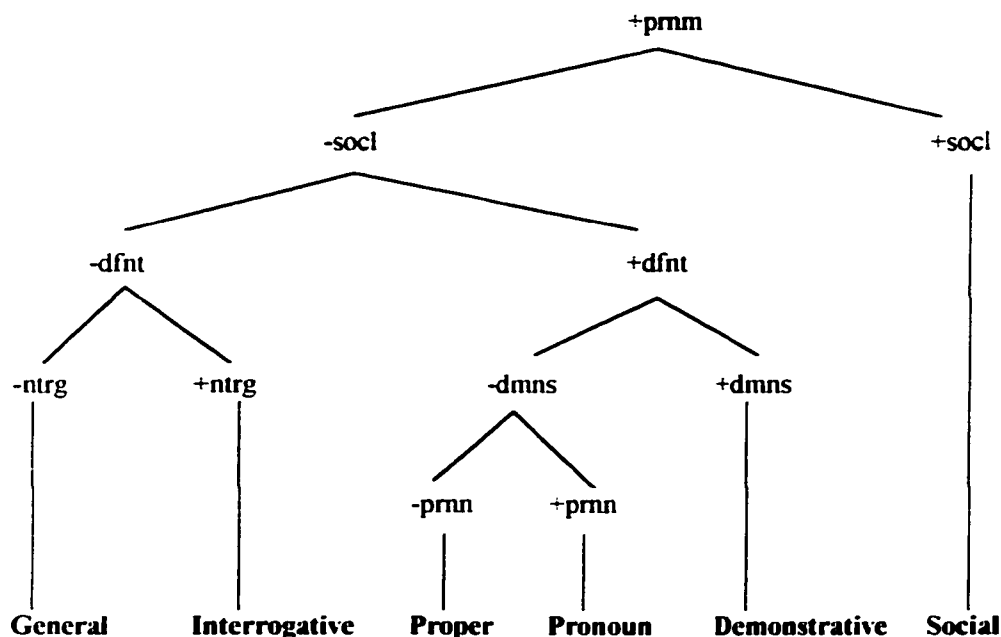 +prnm
-socl +socl
-dfnt +dfnt
-ntrg +ntrg -dmns +dmns
-prnn +prnn
General Interrogative Proper Pronoun Demonstrative Social